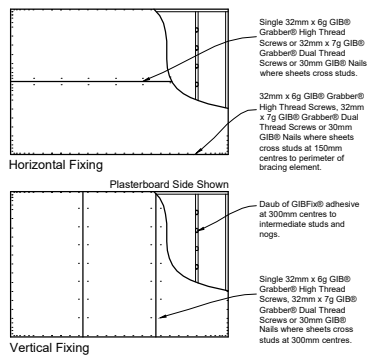 Single 32mm x 6g GIB®
Grabber® High Thread
Screws or 32mm x 7g GIB®
Grabber® Dual Thread
Screws or 30mm GIB® Nails
where sheets cross studs.
32mm x 6g GIB® Grabber®
High Thread Screws, 32mm
x 7g GIB® Grabber® Dual
Thread Screws or 30mm
GIB® Nails where sheets
cross studs at 150mm
centres to perimeter of
bracing element.
Horizontal Fixing
Plasterboard Side Shown
Daub of GIBFix® adhesive
at 300mm centres to
intermediate studs and
nogs.
Single 32mm x 6g GIB®
Grabber® High Thread
Screws, 32mm x 7g GIB®
Grabber® Dual Thread
Screws or 30mm GIB®
Nails where sheets cross
studs at 300mm centres.
Vertical Fixing